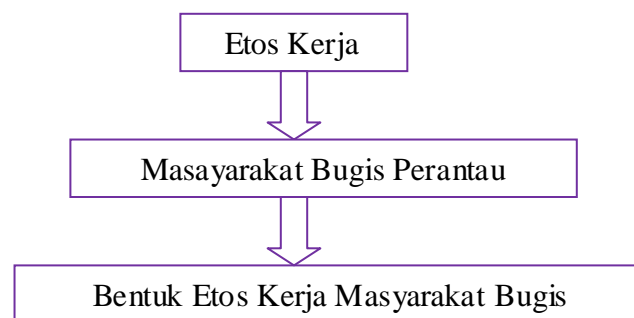 Etos Kerja
Masayarakat Bugis Perantau
Bentuk Etos Kerja Masyarakat Bugis